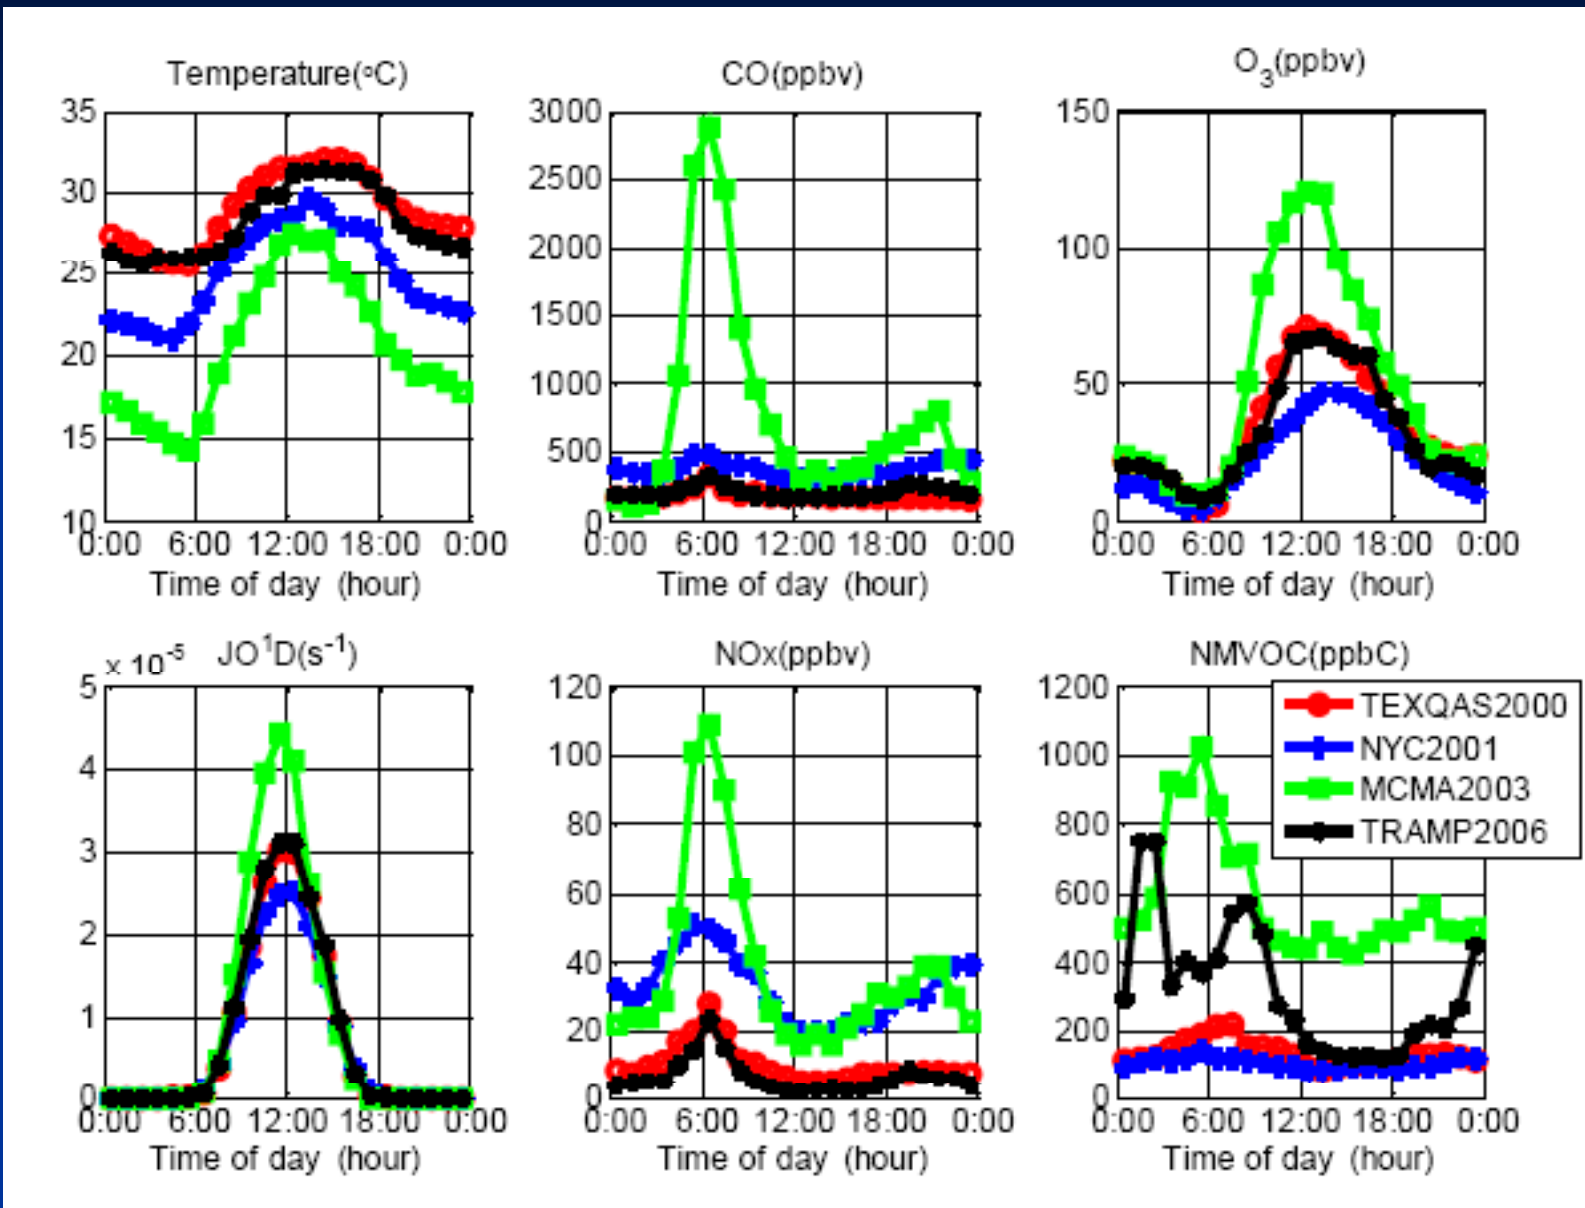 Temperature(°C)
35
30
25
20
15
10
0:00 6:00 12:00 18:00 0:00
Time of day (hour)
CO(ppbv)
3000
2500
2000
1500
1000
500
0
0:00 6:00 12:00 18:00 0:00
Time of day (hour)
O3(ppbv)
150
100
50
0
0:00 6:00 12:00 18:00 0:00
Time of day (hour)
x 10-5 JO1D(s-1)
5
4
3
2
1
0
0:00 6:00 12:00 18:00 0:00
Time of day (hour)
NOx(ppbv)
120
100
80
60
40
20
0
0:00 6:00 12:00 18:00 0:00
Time of day (hour)
NMVOC(ppbC)
1200
1000
800
600
400
200
0
0:00 6:00 12:00 18:00 0:00
Time of day (hour)
TEXQAS2000
NYC2001
MCMA2003
TRAMP2006